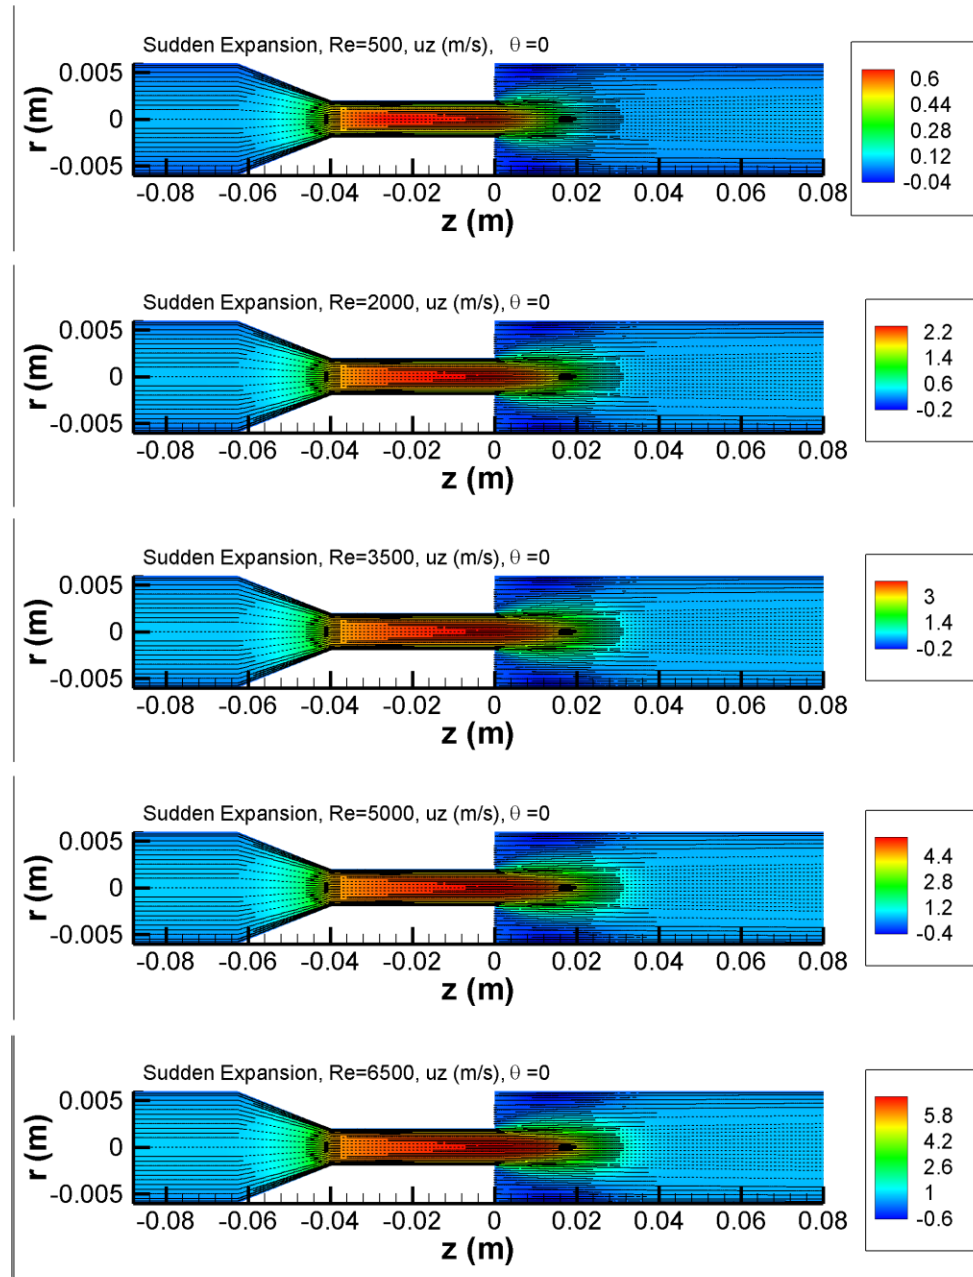 Sudden Expansion, Re=500, uz (m/s), θ =0
r (m)
0.005
0
-0.005
-0.08 -0.06 -0.04 -0.02 0 0.02 0.04 0.06 0.08
z (m)
0.6
0.44
0.28
0.12
-0.04
Sudden Expansion, Re=2000, uz (m/s), θ =0
r (m)
0.005
0
-0.005
-0.08 -0.06 -0.04 -0.02 0 0.02 0.04 0.06 0.08
z (m)
2.2
1.4
0.6
-0.2
Sudden Expansion, Re=3500, uz (m/s), θ =0
r (m)
0.005
0
-0.005
-0.08 -0.06 -0.04 -0.02 0 0.02 0.04 0.06 0.08
z (m)
3
1.4
-0.2
Sudden Expansion, Re=5000, uz (m/s), θ =0
r (m)
0.005
0
-0.005
-0.08 -0.06 -0.04 -0.02 0 0.02 0.04 0.06 0.08
z (m)
4.4
2.8
1.2
-0.4
Sudden Expansion, Re=6500, uz (m/s), θ =0
r (m)
0.005
0
-0.005
-0.08 -0.06 -0.04 -0.02 0 0.02 0.04 0.06 0.08
z (m)
5.8
4.2
2.6
1
-0.6